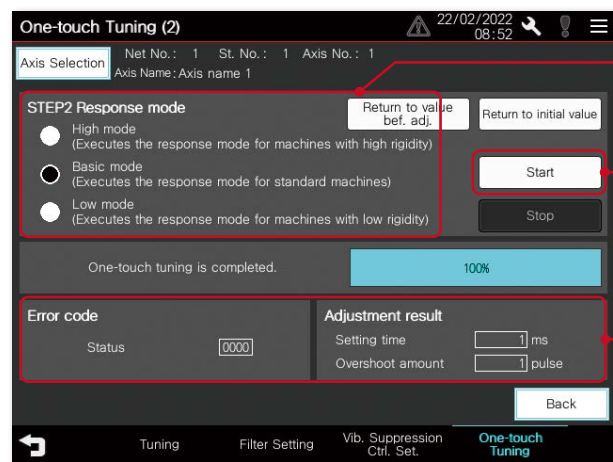 One-touch Tuning (2)
22/02/2022
08:52
Axis Selection
Net No.: 1 St. No.: 1 Axis No.: 1
Axis Name:Axis name 1
STEP2 Response mode
Return to value
bef. adj.
Return to initial value
High mode
(Executes the response mode for machines with high rigidity)
Basic mode
(Executes the response mode for standard machines)
Start
Low mode
(Executes the response mode for machines with low rigidity)
Stop
One-touch tuning is completed.
100%
Error code
Status 0000
Adjustment result
Setting time 1 ms
Overshoot amount 1 pulse
Back
Tuning
Filter Setting
Vib. Suppression
Ctrl. Set.
One-touch
Tuning